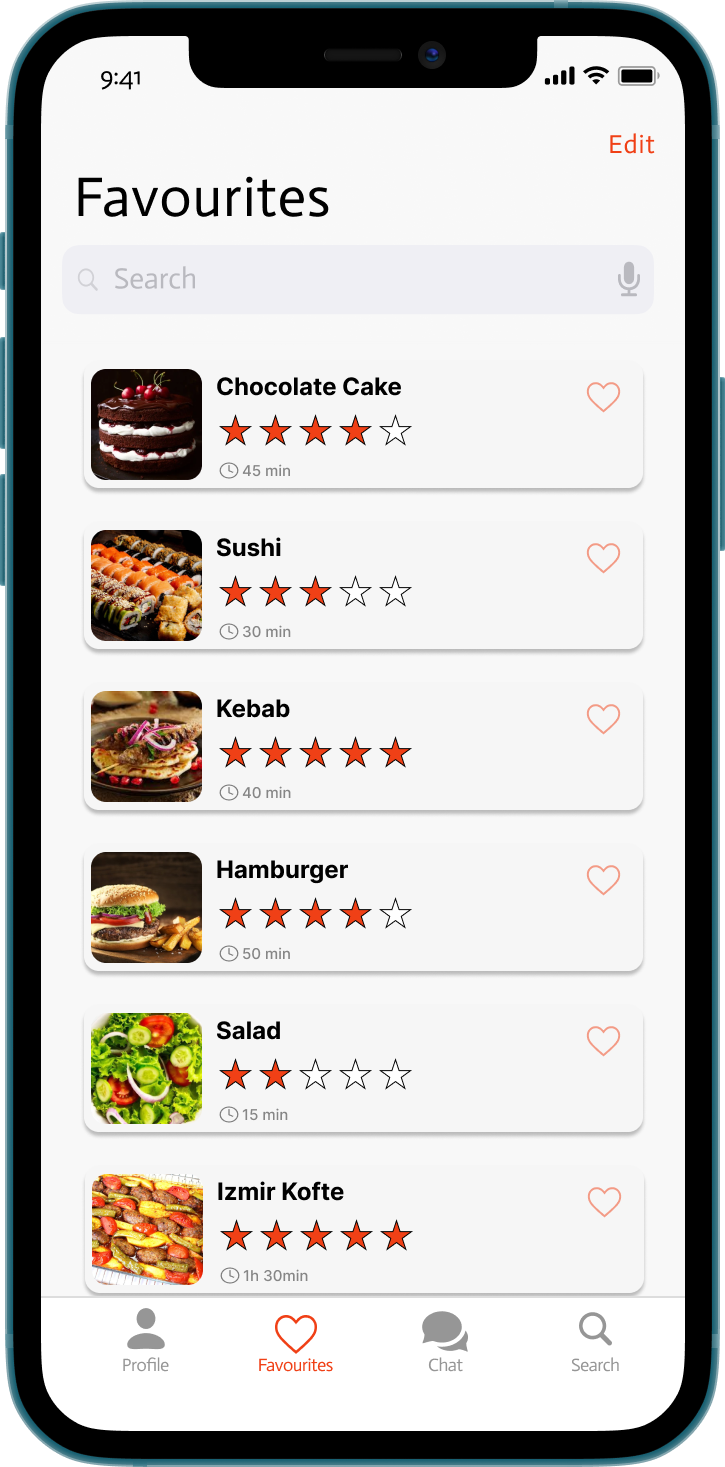 9:41
Edit
Favourites
Search
Chocolate Cake
45 min
Sushi
30 min
Kebab
40 min
Hamburger
50 min
Salad
15 min
Izmir Kofte
1h 30min
Profile
Favourites
Chat
Search